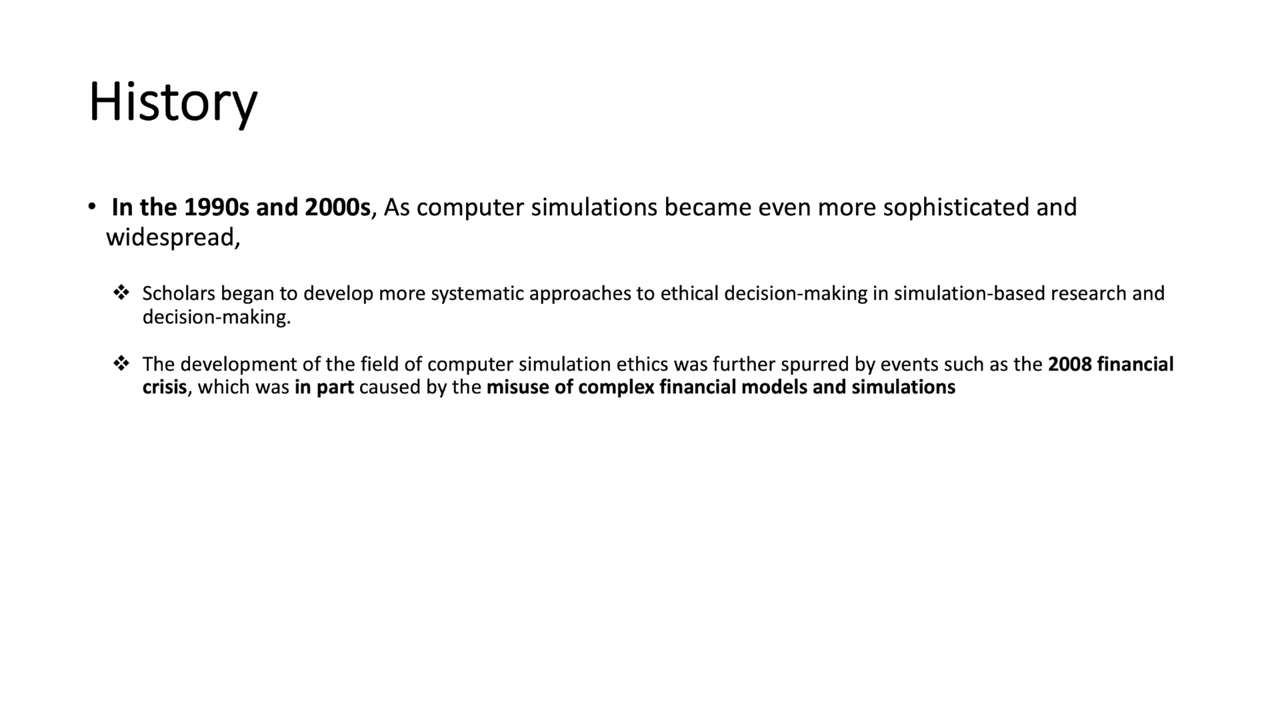 History
• In the 1990s and 2000s, As computer simulations became even more sophisticated and
widespread,
❖ Scholars began to develop more systematic approaches to ethical decision-making in simulation-based research and
decision-making.
❖ The development of the field of computer simulation ethics was further spurred by events such as the 2008 financial
crisis, which was in part caused by the misuse of complex financial models and simulations